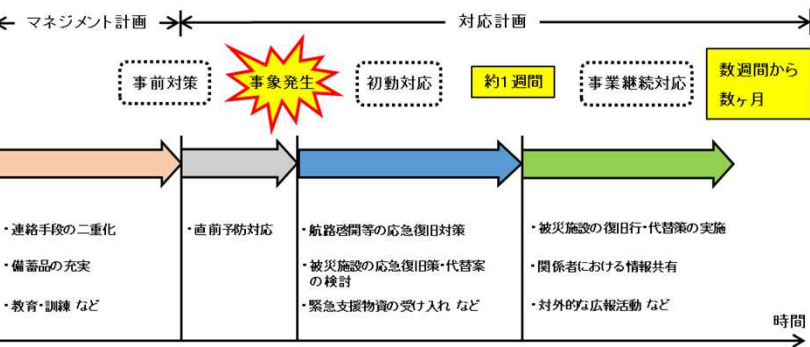 マネジメント計画
対応計画
事前対策
事象発生
初動対応
約1週間
事業継続対応
数週間から
数ヶ月
・連絡手段の二重化
・備蓄品の充実
・教育・訓練 など
・直前予防対応
・航路啓開等の応急復旧対策
・被災施設の応急復旧策・代替案
の検討
・緊急支援物資の受け入れ など
・被災施設の復旧行・代替策の実施
・関係者における情報共有
・対外的な広報活動 など
時間